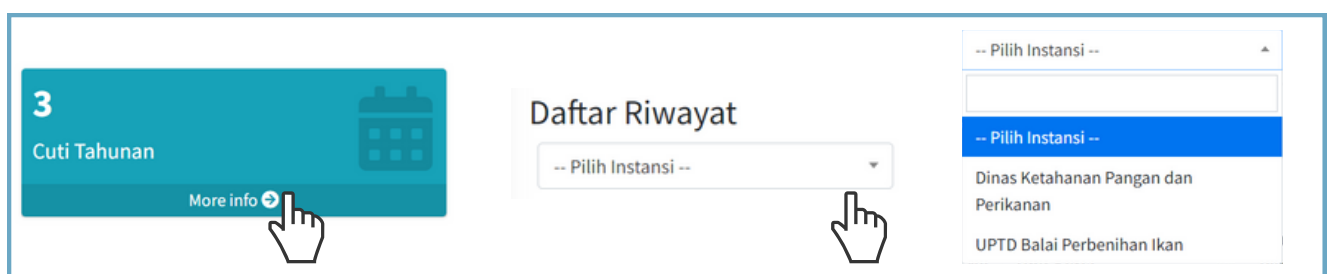 3
Cuti Tahunan
More info
Daftar Riwayat
-- Pilih Instansi --
-- Pilih Instansi --
-- Pilih Instansi --
Dinas Ketahanan Pangan dan
Perikanan
UPTD Balai Perbenihan Ikan